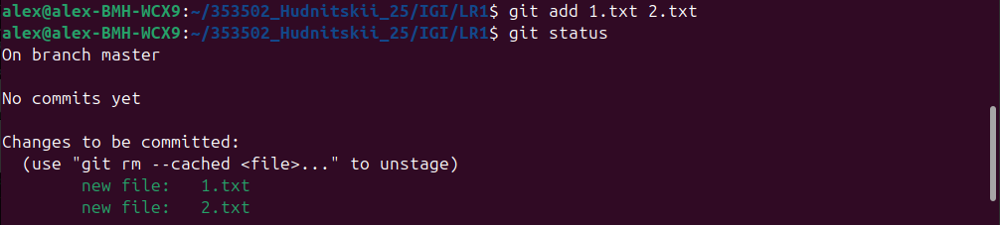 alex@alex-BMH-WCX9:~/353502_Hudnitskii_25/IGI/LR1$ git add 1.txt 2.txt
alex@alex-BMH-WCX9:~/353502_Hudnitskii_25/IGI/LR1$ git status
On branch master
No commits yet
Changes to be committed:
  (use "git rm --cached <file>..." to unstage)
        new file:   1.txt
        new file:   2.txt